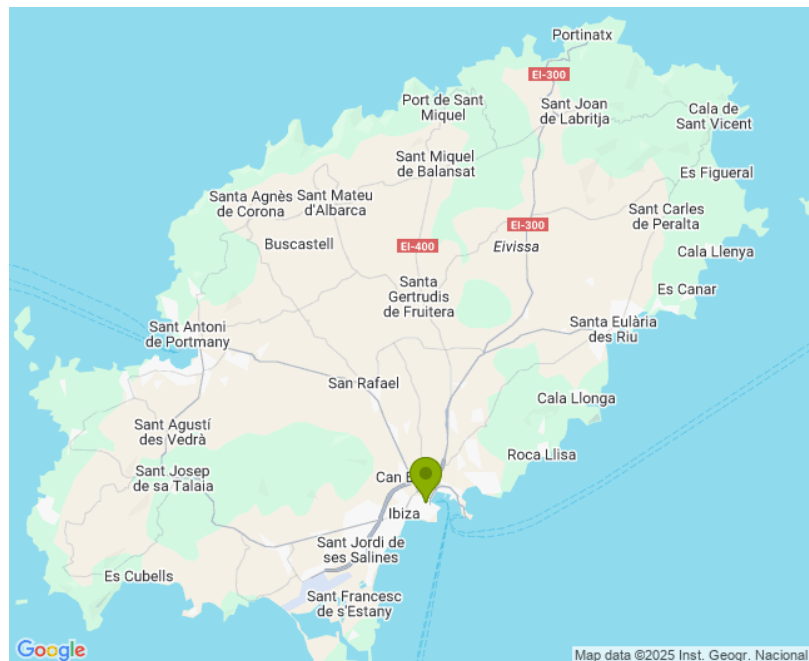 Portinatx
EI-300
Port de Sant
Miquel
Sant Joan
de Labritja
Cala de
Sant Vicent
Sant Miquel
de Balansat
Es Figueral
Santa Agnès
de Corona
Sant Mateu
d'Albarca
Sant Carles
de Peralta
EI-300
Buscastell
EI-400
Eivissa
Cala Llenya
Santa
Gertrudis
de Fruitera
Es Canar
Sant Antoni
de Portmany
Santa Eulària
des Riu
San Rafael
Cala Llonga
Sant Agustí
des Vedrà
Roca Llisa
Sant Josep
de sa Talaia
Can
Ibiza
Sant Jordi de
ses Salines
Es Cubells
Sant Francesc
de s'Estany
Google
Map data ©2025 Inst. Geogr. Nacional